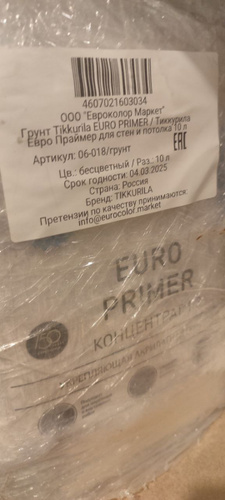 4607021603034
ООО "Евроколор Маркет"
Грунт Tikkurila EURO PRIMER / Тиккурила
Евро Праймер для стен и потолка 10 л
Артикул: 06-018/грунт
Цв.: бесцветный / Раз.: 10 л
Срок годности: 04.03.2025
Страна: Россия
Бренд: TIKKURILA
Претензии по качеству принимаются:
info@eurocolor.market
EURO
PRIMER
КОНЦЕНТРАТ